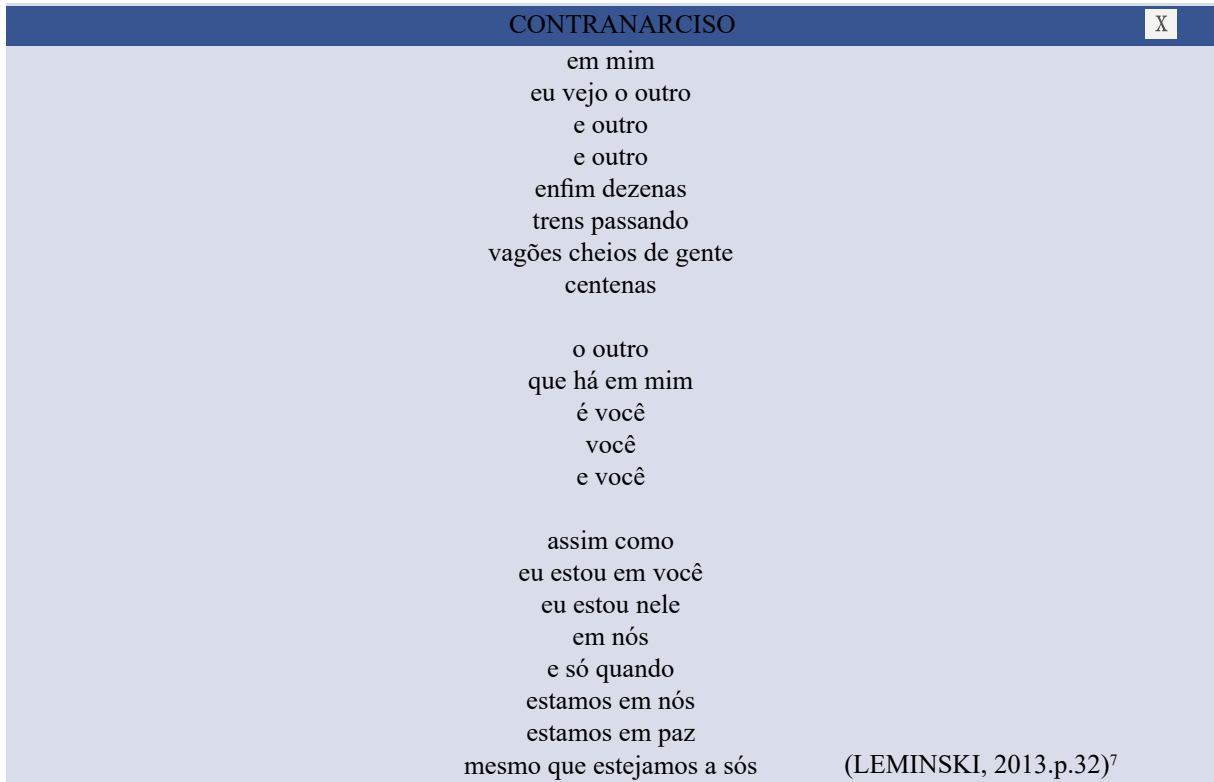 CONTRANARCISO X
em mim
eu vejo o outro
e outro
e outro
enfim dezenas
trens passando
vagões cheios de gente
centenas
o outro
que há em mim
é você
você
e você
assim como
eu estou em você
eu estou nele
em nós
e só quando
estamos em nós
estamos em paz
mesmo que estejamos a sós (LEMINSKI, 2013.p.32)⁷